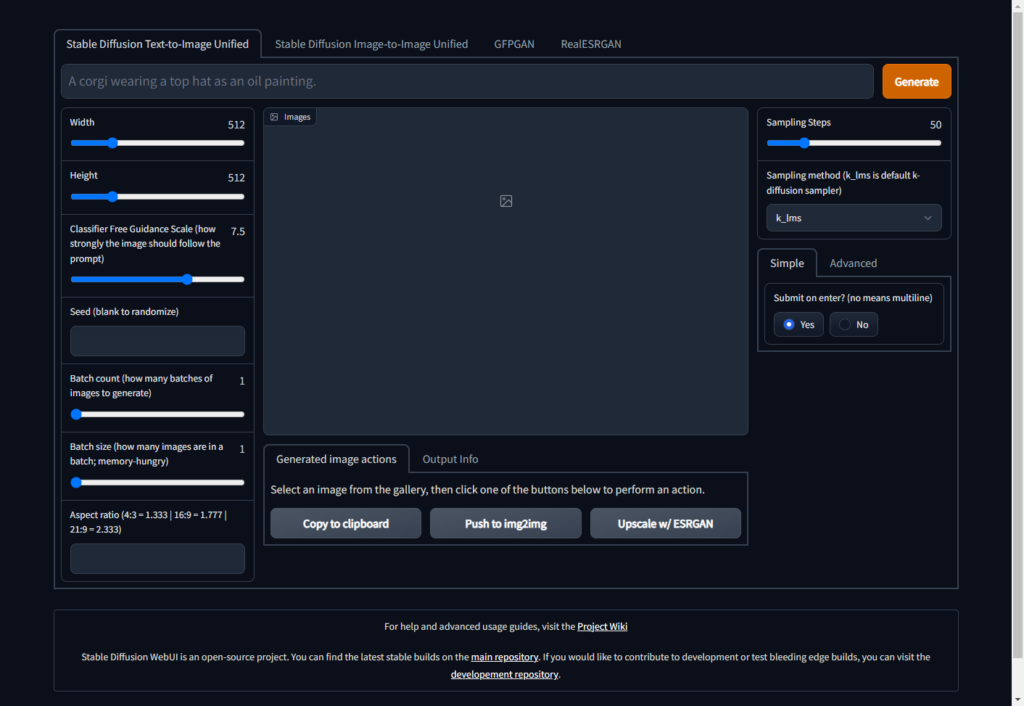 Stable Diffusion Text-to-Image Unified
Stable Diffusion Image-to-Image Unified
GFPGAN
RealESRGAN
A corgi wearing a top hat as an oil painting.
Generate
Width
512
Height
512
Classifier Free Guidance Scale (how
strongly the image should follow the
prompt)
7.5
Seed (blank to randomize)
Batch count (how many batches of
images to generate)
1
Batch size (how many images are in a
batch; memory-hungry)
1
Aspect ratio (4:3 = 1.333 | 16:9 = 1.777 |
21:9 = 2.333)
Images
Generated image actions
Output Info
Select an image from the gallery, then click one of the buttons below to perform an action.
Copy to clipboard
Push to img2img
Upscale w/ ESRGAN
Sampling Steps
50
Sampling method (k_lms is default k-
diffusion sampler)
k_lms
Simple
Advanced
Submit on enter? (no means multiline)
Yes
No
For help and advanced usage guides, visit the Project Wiki
Stable Diffusion WebUI is an open-source project. You can find the latest stable builds on the main repository. If you would like to contribute to development or test bleeding edge builds, you can visit the
developement repository.